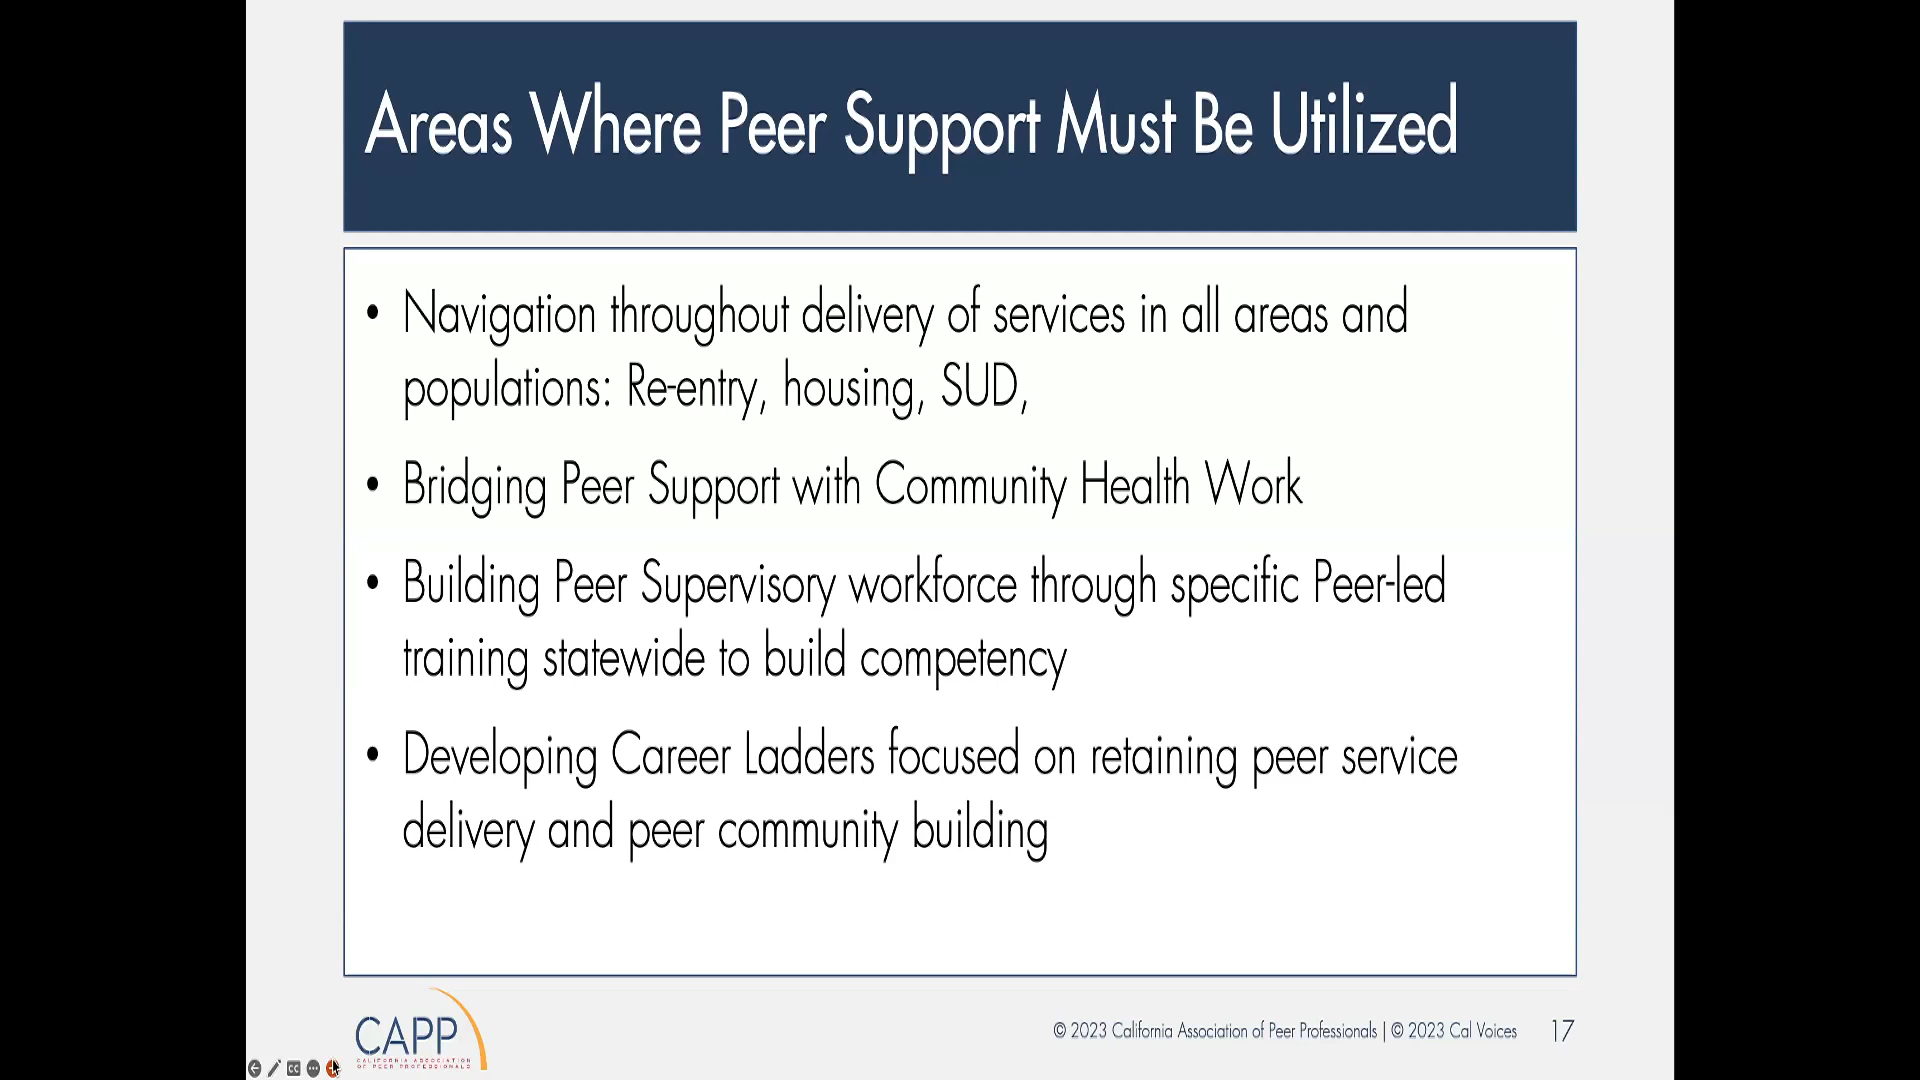 Areas Where Peer Support Must Be Utilized
• Navigation throughout delivery of services in all areas and
populations: Re-entry, housing, SUD,
• Bridging Peer Support with Community Health Work
• Building Peer Supervisory workforce through specific Peer-led
training statewide to build competency
• Developing Career Ladders focused on retaining peer service
delivery and peer community building
CAPP
CALIFORNIA ASSOCIATION
OF PEER PROFESSIONALS
© 2023 California Association of Peer Professionals | © 2023 Cal Voices 17
CC